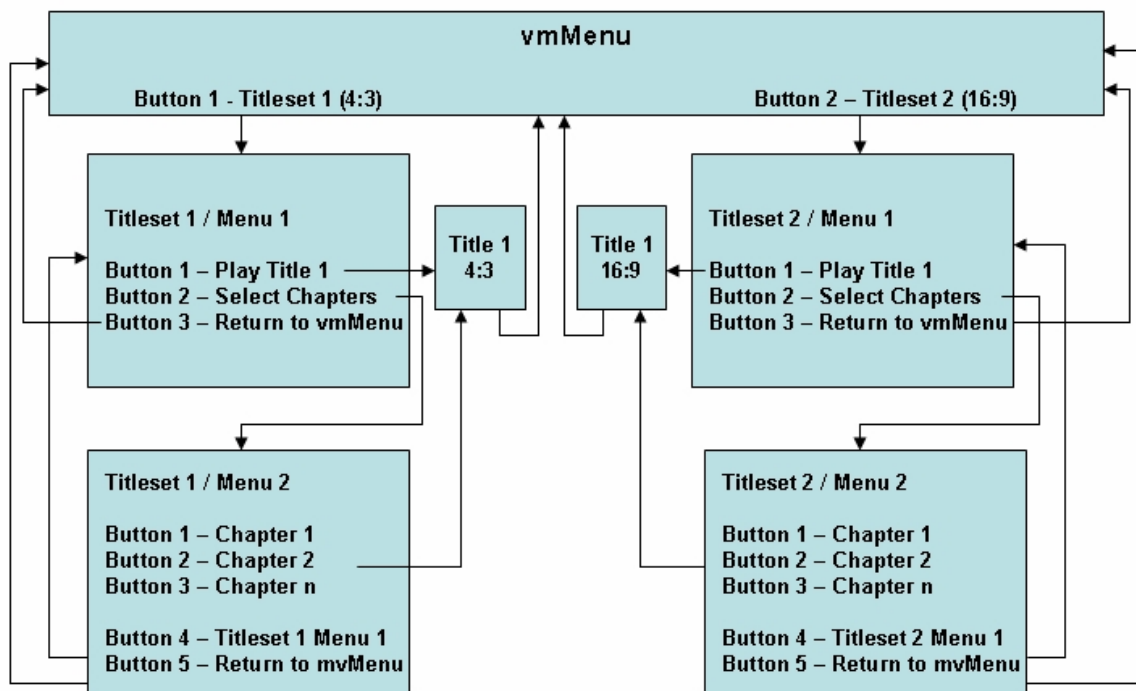 vmMenu
Button 1 - Titleset 1 (4:3)
Button 2 – Titleset 2 (16:9)
Titleset 1 / Menu 1
Button 1 – Play Title 1
Button 2 – Select Chapters
Button 3 – Return to vmMenu
Title 1
4:3
Title 1
16:9
Titleset 2 / Menu 1
Button 1 – Play Title 1
Button 2 – Select Chapters
Button 3 – Return to vmMenu
Titleset 1 / Menu 2
Button 1 – Chapter 1
Button 2 – Chapter 2
Button 3 – Chapter n
Button 4 – Titleset 1 Menu 1
Button 5 – Return to mvMenu
Titleset 2 / Menu 2
Button 1 – Chapter 1
Button 2 – Chapter 2
Button 3 – Chapter n
Button 4 – Titleset 2 Menu 1
Button 5 – Return to mvMenu